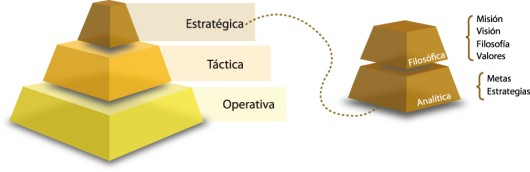 Estratégica
Táctica
Operativa
Filosófica
Analítica
Misión
Visión
Filosofía
Valores
Metas
Estrategias